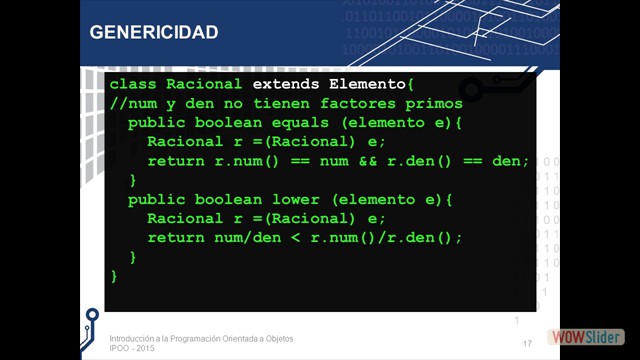 GENERICIDAD
class Racional extends Elemento{
//num y den no tienen factores primos
public boolean equals (elemento e){
Racional r =(Racional) e;
return r.num() == num && r.den() == den;
}
public boolean lower (elemento e){
Racional r =(Racional) e;
return num/den < r.num()/r.den();
}
}
Introducción a la Programación Orientada a Objetos
IPOO - 2015
17
WOWSlider